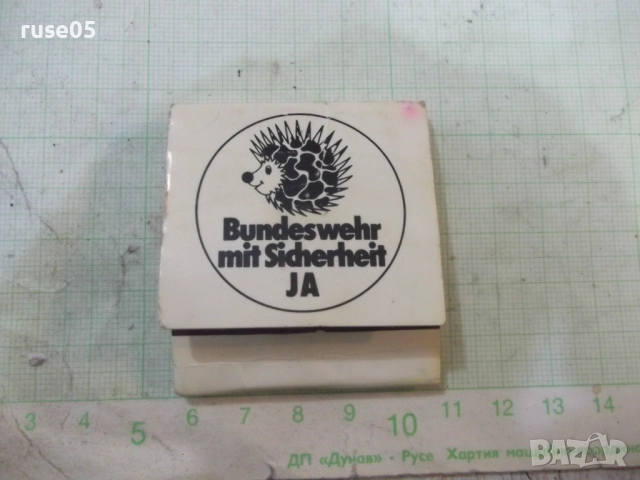 ruse05
Bundeswehr
mit Sicherheit
JA
3 4 5 6 7 8 9 10 11 12 13 14
ДП «Дунав» - Русе Хартия
BAZAR